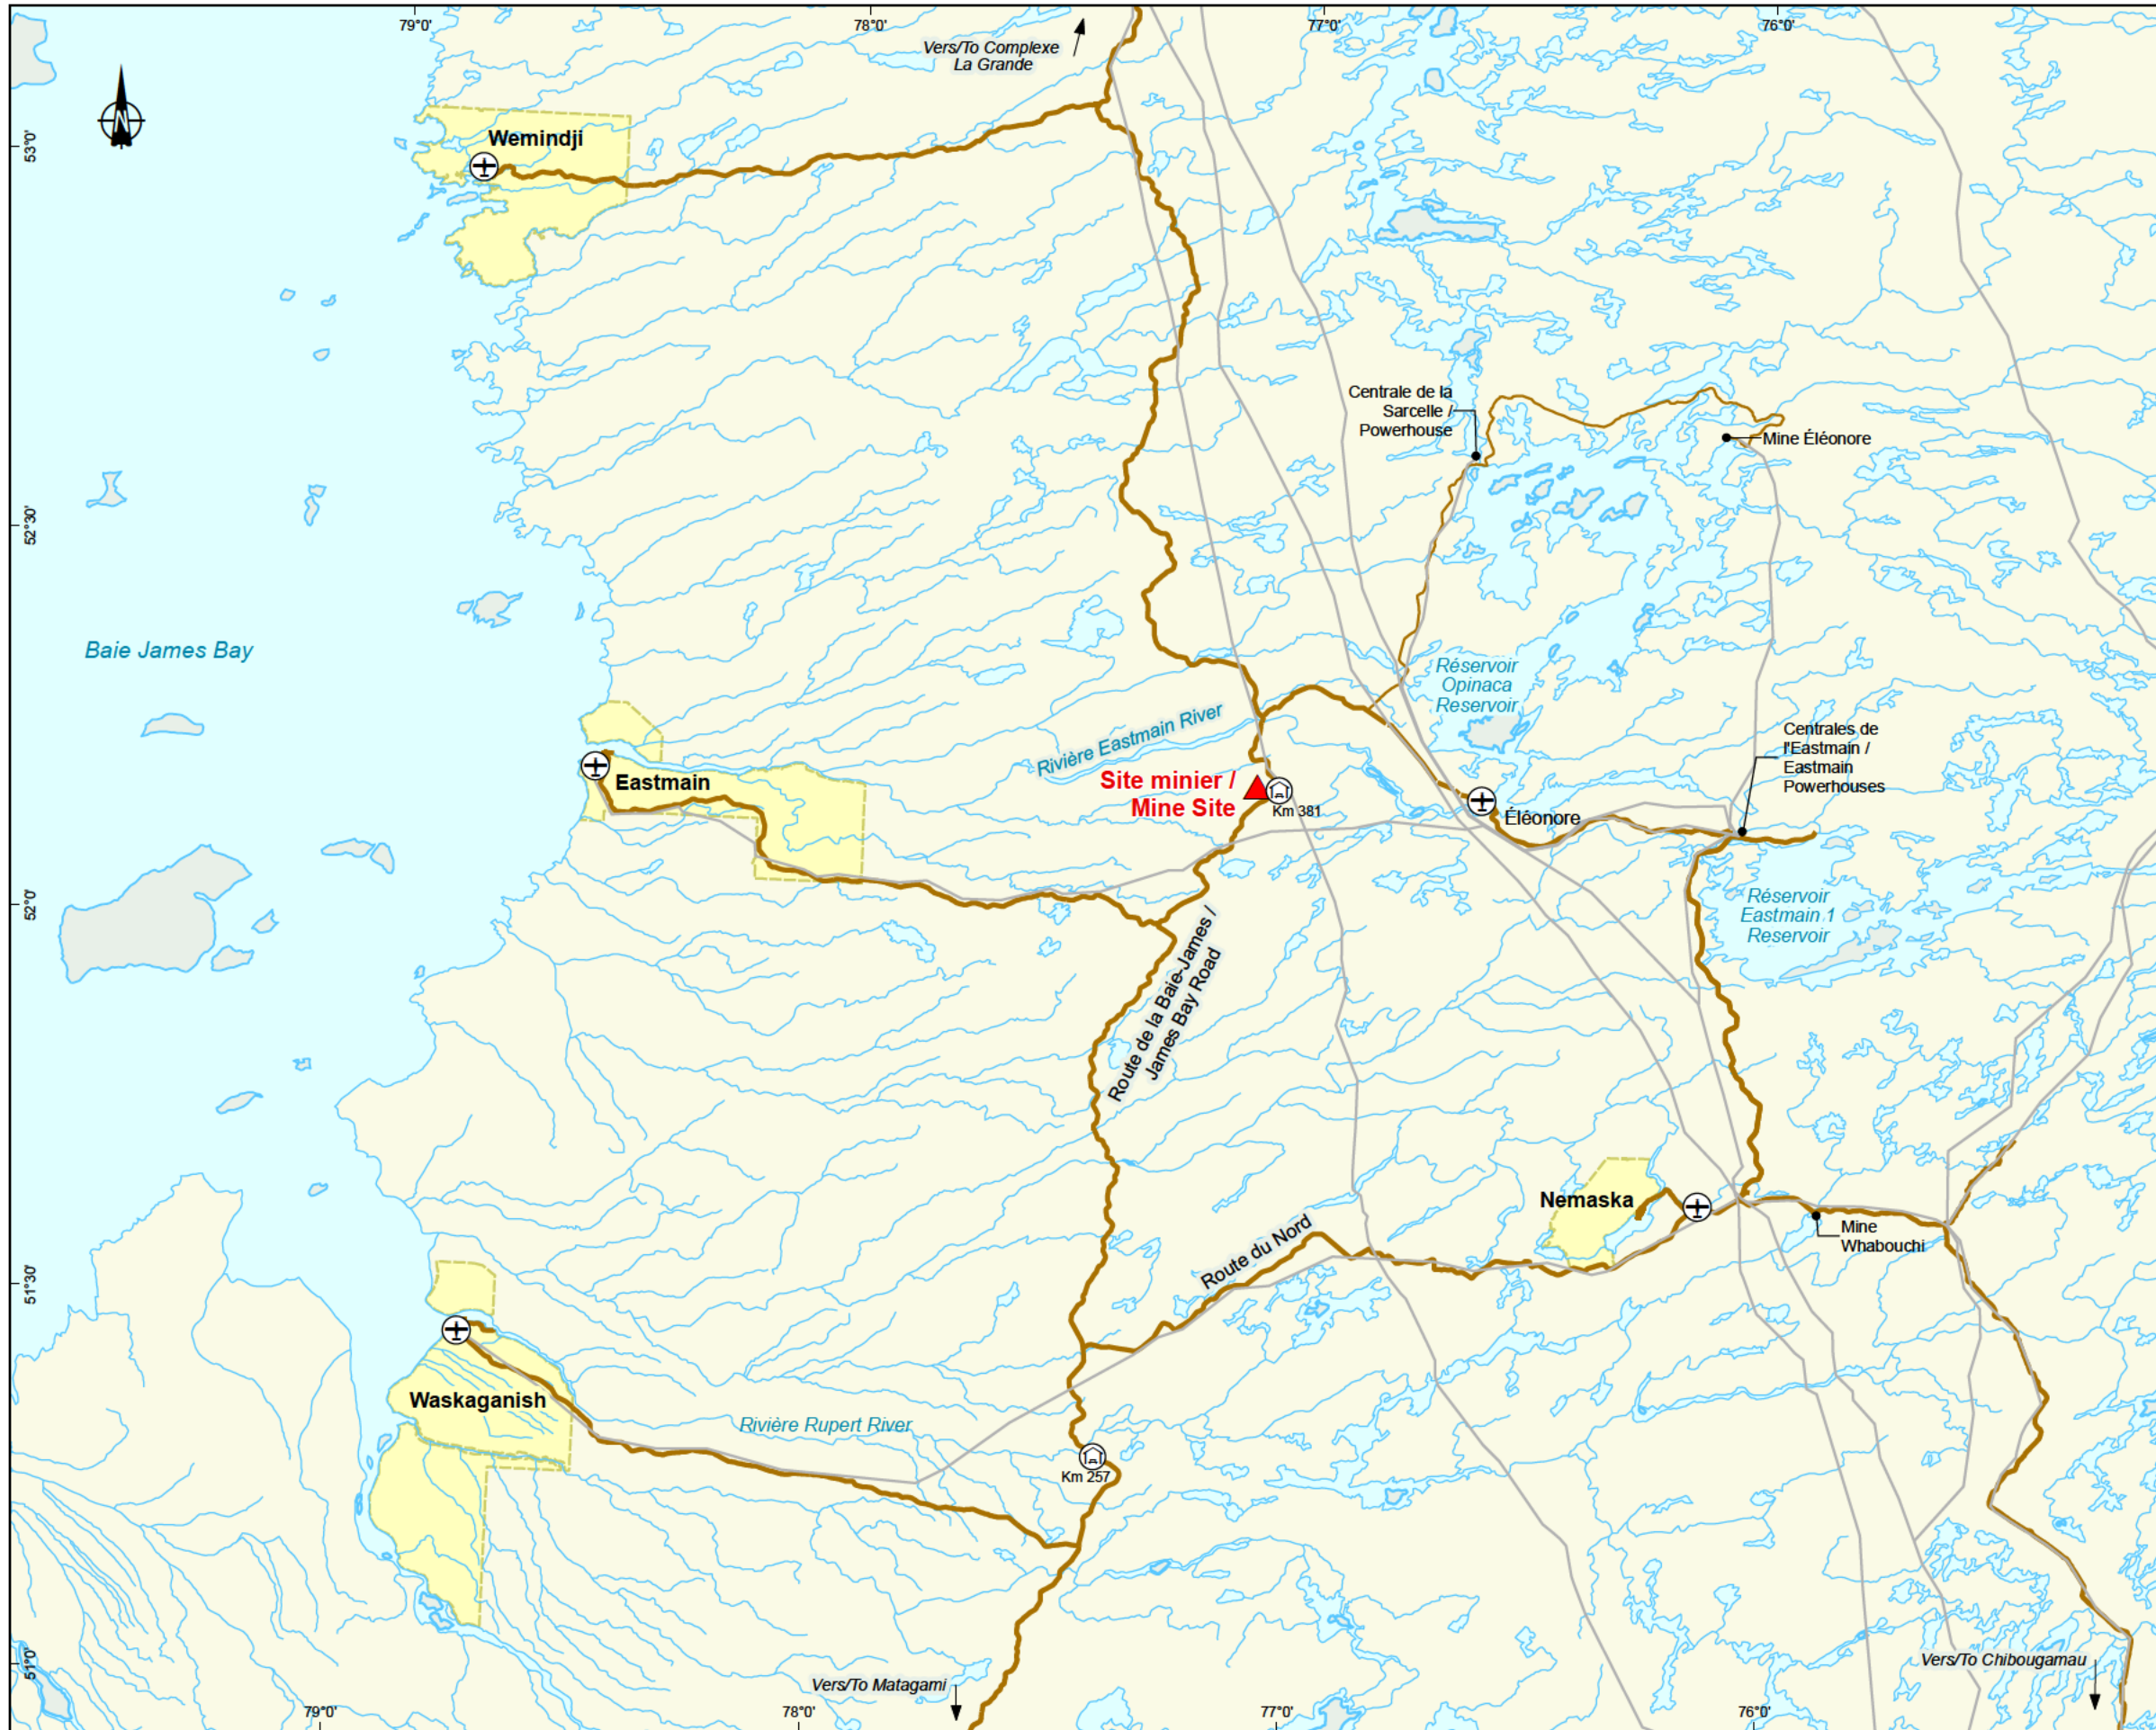 79°0'
78°0'
77°0'
76°0'
Vers/To Complexe
La Grande
N
53°0'
Wemindji
Centrale de la
Sarcelle /
Powerhouse
Mine Éléonore
52°30'
Baie James Bay
Réservoir
Opinaca
Reservoir
Rivière Eastmain River
Centrales de
l'Eastmain /
Eastmain
Powerhouses
Eastmain
Site minier /
Mine Site
Km 381
Éléonore
52°0'
Réservoir
Eastmain 1
Reservoir
Route de la Baie-James /
James Bay Road
Nemaska
Mine
Whabouchi
Route du Nord
51°30'
Waskaganish
Rivière Rupert River
Km 257
51°0'
Vers/To Matagami
Vers/To Chibougamau
79°0'
78°0'
77°0'
76°0'